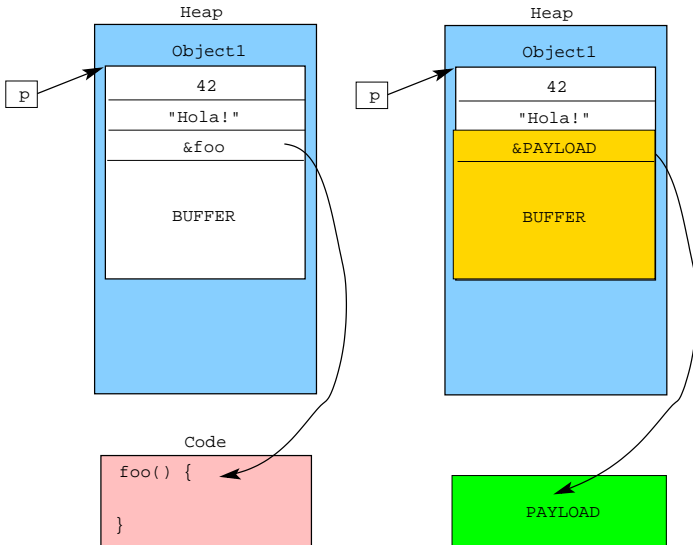 Heap
Object1
p
42
"Hola!"
&foo
BUFFER
Code
foo() {
}
Heap
Object1
p
42
"Hola!"
&PAYLOAD
BUFFER
PAYLOAD